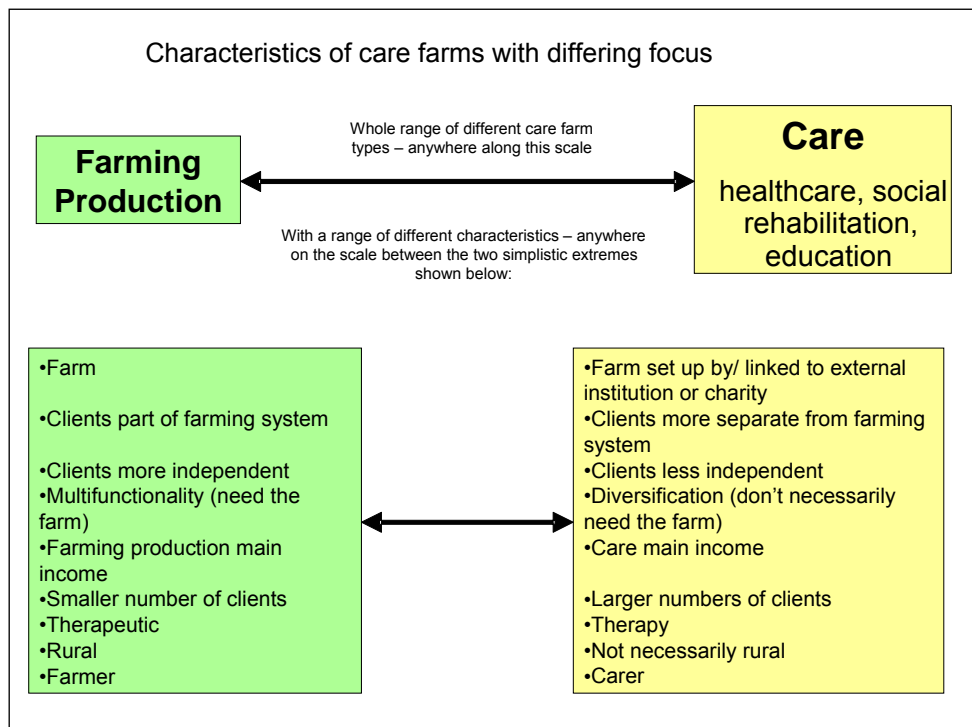 Characteristics of care farms with differing focus
Whole range of different care farm
types – anywhere along this scale
Farming
Production
Care
healthcare, social
rehabilitation,
education
With a range of different characteristics – anywhere
on the scale between the two simplistic extremes
shown below:
•Farm
•Clients part of farming system
•Clients more independent
•Multifunctionality (need the
farm)
•Farming production main
income
•Smaller number of clients
•Therapeutic
•Rural
•Farmer
•Farm set up by/ linked to external
institution or charity
•Clients more separate from farming
system
•Clients less independent
•Diversification (don’t necessarily
need the farm)
•Care main income
•Larger numbers of clients
•Therapy
•Not necessarily rural
•Carer